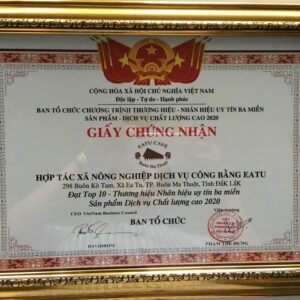 CỘNG HÒA XÃ HỘI CHỦ NGHĨA VIỆT NAM
Độc lập - Tự do - Hạnh phúc
BAN TỔ CHỨC CHƯƠNG TRÌNH THƯƠNG HIỆU - NHÃN HIỆU UY TÍN BA MIỀN
SẢN PHẨM - DỊCH VỤ CHẤT LƯỢNG CAO 2020
GIẤY CHỨNG NHẬN
EATU CAFE
HỢP TÁC XÃ NÔNG NGHIỆP DỊCH VỤ CÔNG BẰNG EATU
298 Buôn Kô Tam, Xã Ea Tu, TP. Buôn Ma Thuột, Tỉnh Đắk Lắk
Đạt Top 10 - Thương hiệu Nhãn hiệu uy tín ba miền
Sản phẩm Dịch vụ Chất lượng cao 2020
CEO VietNam Business Council
BAN TỔ CHỨC
Viện trưởng
PHẠM THẾ HÙNG